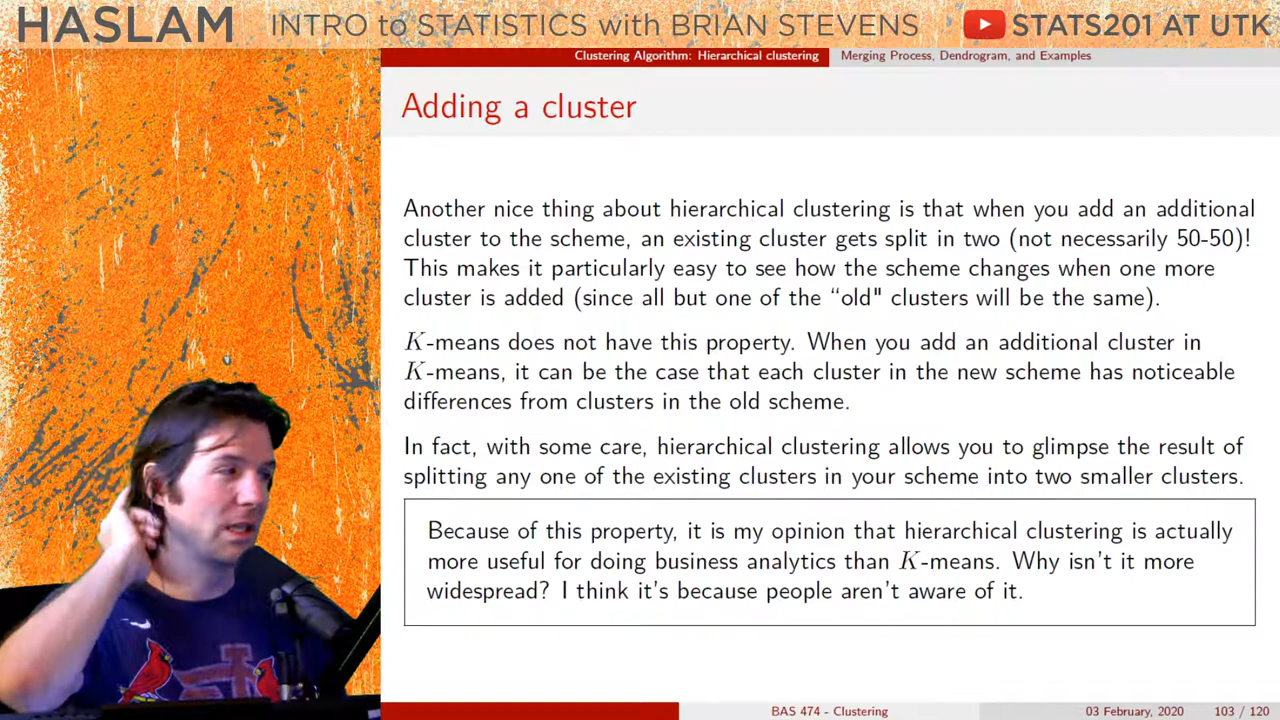 HASLAM INTRO to STATISTICS with BRIAN STEVENS STATS201 AT UTK
Clustering Algorithm: Hierarchical clustering Merging Process, Dendrogram, and Examples
Adding a cluster
Another nice thing about hierarchical clustering is that when you add an additional
cluster to the scheme, an existing cluster gets split in two (not necessarily 50-50)!
This makes it particularly easy to see how the scheme changes when one more
cluster is added (since all but one of the “old" clusters will be the same).
K-means does not have this property. When you add an additional cluster in
K-means, it can be the case that each cluster in the new scheme has noticeable
differences from clusters in the old scheme.
In fact, with some care, hierarchical clustering allows you to glimpse the result of
splitting any one of the existing clusters in your scheme into two smaller clusters.
Because of this property, it is my opinion that hierarchical clustering is actually
more useful for doing business analytics than K-means. Why isn't it more
widespread? I think it's because people aren't aware of it.
BAS 474 - Clustering 03 February, 2020 103 / 120